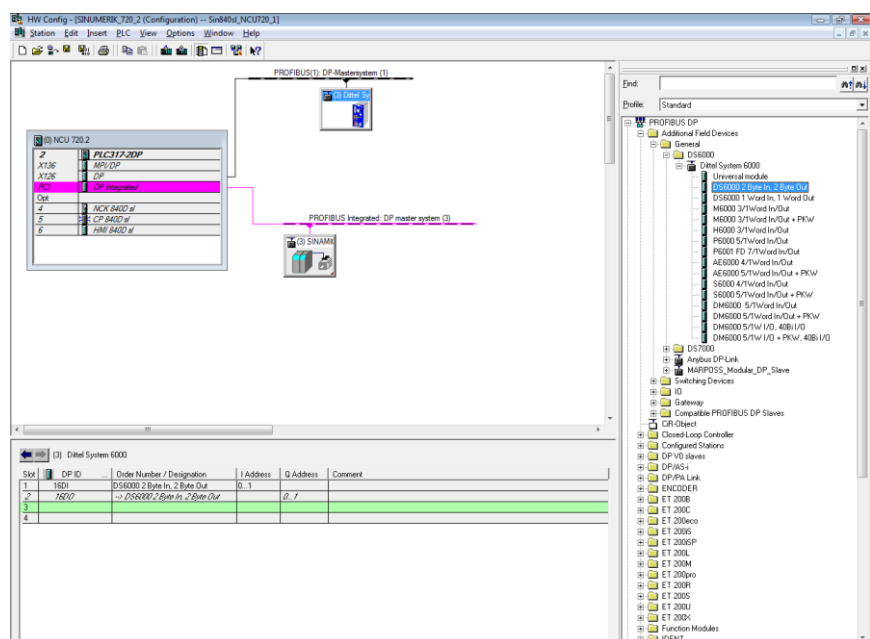 HW Config - [SINUMERIK_720_2 (Configuration) -- Sin840sl_NCU720_1]
Station Edit Insert PLC View Options Window Help
PROFIBUS(1): DP-Mastersystem (1)
(3) Dittel Sy
(0) NCU 720.2
2 PLC317-2DP
X136 MPI/DP
X126 DP
PCI DP integrated
Opt
4 NCK 840D sl
5 CP 840D sl
6 HMI 840D sl
PROFIBUS Integrated: DP master system (3)
(3) SINAMI
(3) Dittel System 6000
Slot DP ID ... Order Number / Designation I Address Q Address Comment
1 16DI DS6000 2 Byte In, 2 Byte Out 0...1
2 16DO --> DS6000 2 Byte In, 2 Byte Out 0...1
3
4
Find:
Profile: Standard
PROFIBUS DP
Additional Field Devices
General
DS6000
Dittel System 6000
Universal module
DS6000 2 Byte In, 2 Byte Out
DS6000 1 Word In, 1 Word Out
M6000 3/1Word In/Out
M6000 3/1Word In/Out + PKW
H6000 3/1Word In/Out
P6000 5/1Word In/Out
P6001 FD 7/1Word In/Out
AE6000 4/1Word In/Out
AE6000 5/1Word In/Out + PKW
S6000 4/1Word In/Out
S6000 5/1Word In/Out + PKW
DM6000 5/1Word In/Out
DM6000 5/1Word In/Out + PKW
DM6000 5/1W I/O, 40Bi I/O
DM6000 5/1W I/O + PKW, 40Bi I/O
DS7000
Anybus DP-Link
MARPOSS_Modular_DP_Slave
Switching Devices
IO
Gateway
Compatible PROFIBUS DP Slaves
CiR-Object
Closed-Loop Controller
Configured Stations
DP V0 slaves
DP/AS-i
DP/PA Link
ENCODER
ET 200B
ET 200C
ET 200eco
ET 200iS
ET 200iSP
ET 200L
ET 200M
ET 200pro
ET 200R
ET 200S
ET 200U
ET 200X
Function Modules
IDENT